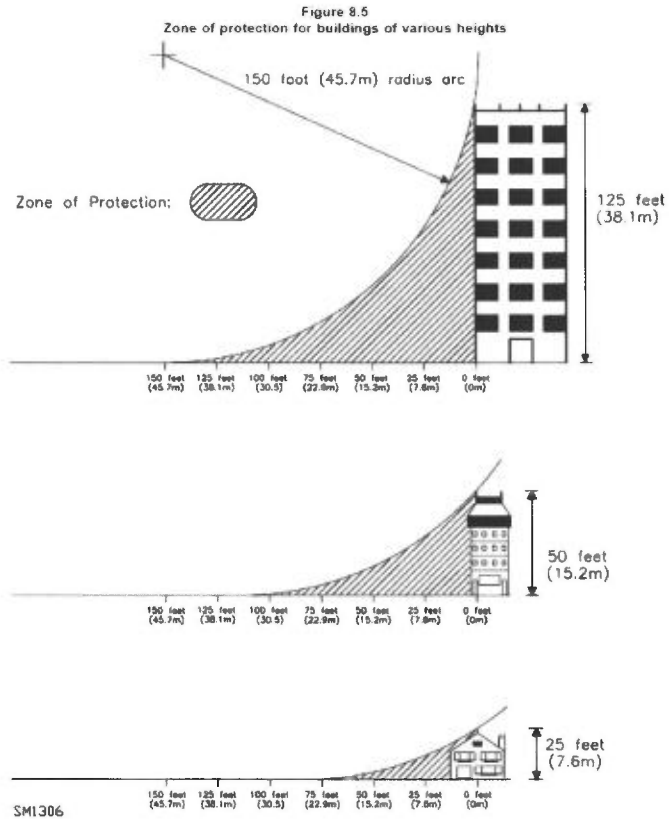 Figure 8.5
Zone of protection for buildings of various heights
150 foot (45.7m) radius arc
Zone of Protection:
125 feet
(38.1m)
150 feet 125 feet 100 feet 75 feet 50 feet 25 feet 0 feet
(45.7m) (38.1m) (30.5) (22.9m) (15.2m) (7.6m) (0m)
50 feet
(15.2m)
150 feet 125 feet 100 feet 75 feet 50 feet 25 feet 0 feet
(45.7m) (38.1m) (30.5) (22.9m) (15.2m) (7.6m) (0m)
25 feet
(7.6m)
150 feet 125 feet 100 feet 75 feet 50 feet 25 feet 0 feet
(45.7m) (38.1m) (30.5) (22.9m) (15.2m) (7.6m) (0m)
SM1306